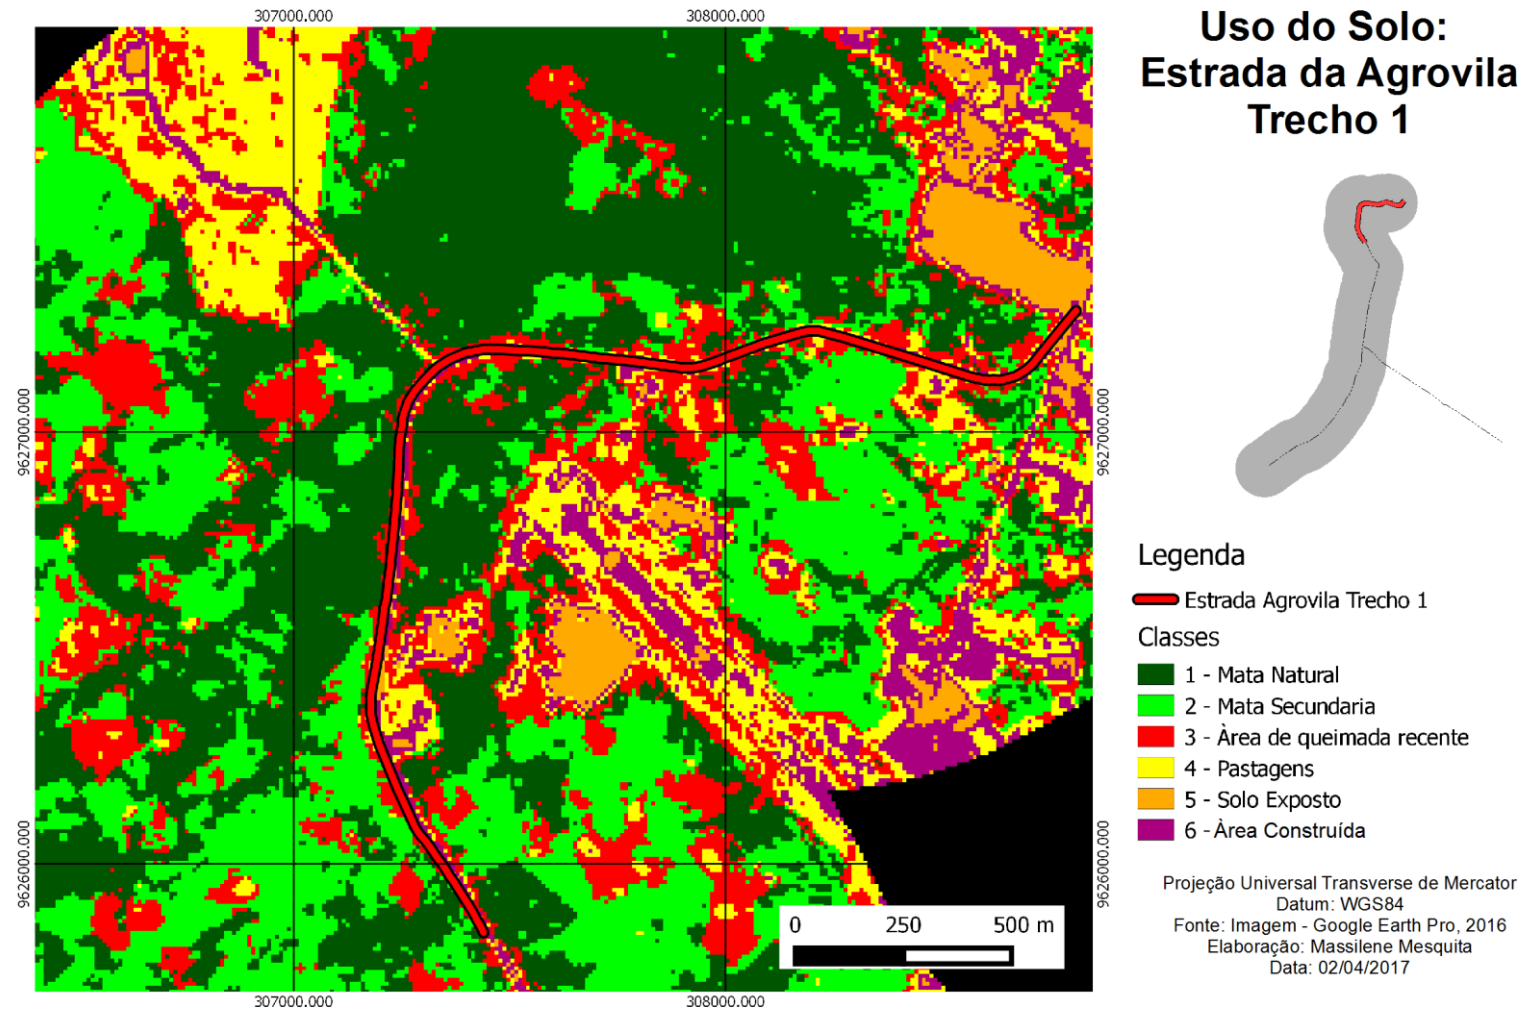 307000.000
308000.000
Uso do Solo:
Estrada da Agrovila
Trecho 1
9627000.000
9627000.000
Legenda
Estrada Agrovila Trecho 1
Classes
1 - Mata Natural
2 - Mata Secundaria
3 - Àrea de queimada recente
4 - Pastagens
5 - Solo Exposto
6 - Àrea Construída
9626000.000
9626000.000
0 250 500 m
Projeção Universal Transverse de Mercator
Datum: WGS84
Fonte: Imagem - Google Earth Pro, 2016
Elaboração: Massilene Mesquita
Data: 02/04/2017
307000.000
308000.000